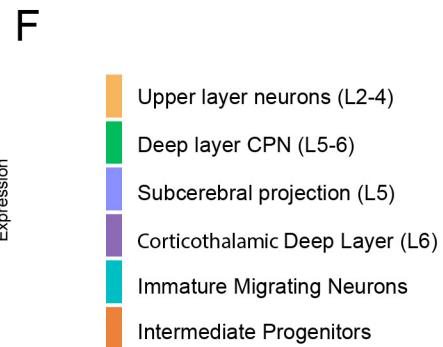 F
Expression
Upper layer neurons (L2-4)
Deep layer CPN (L5-6)
Subcerebral projection (L5)
Corticothalamic Deep Layer (L6)
Immature Migrating Neurons
Intermediate Progenitors